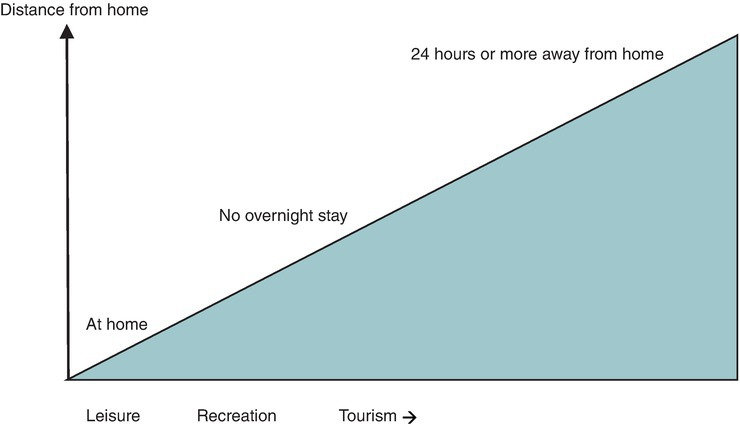 Distance from home
24 hours or more away from home
No overnight stay
At home
Leisure Recreation Tourism →